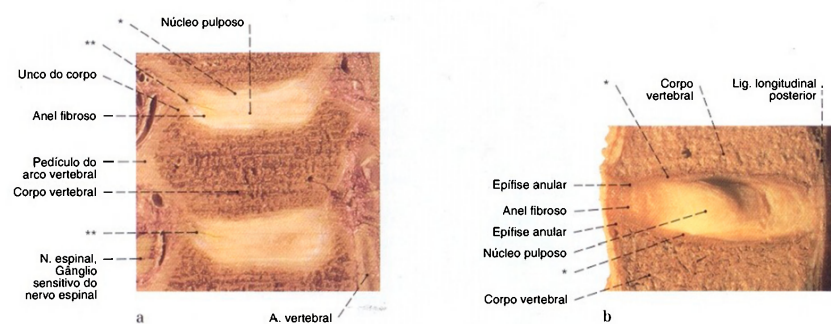 *
Núcleo pulposo
**
Unco do corpo
Anel fibroso
Pedículo do
arco vertebral
Corpo vertebral
**
N. espinal,
Gânglio
sensitivo do
nervo espinal
a
A. vertebral
*
Corpo
vertebral
Lig. longitudinal
posterior
Epífise anular
Anel fibroso
Epífise anular
Núcleo pulposo
*
Corpo vertebral
b